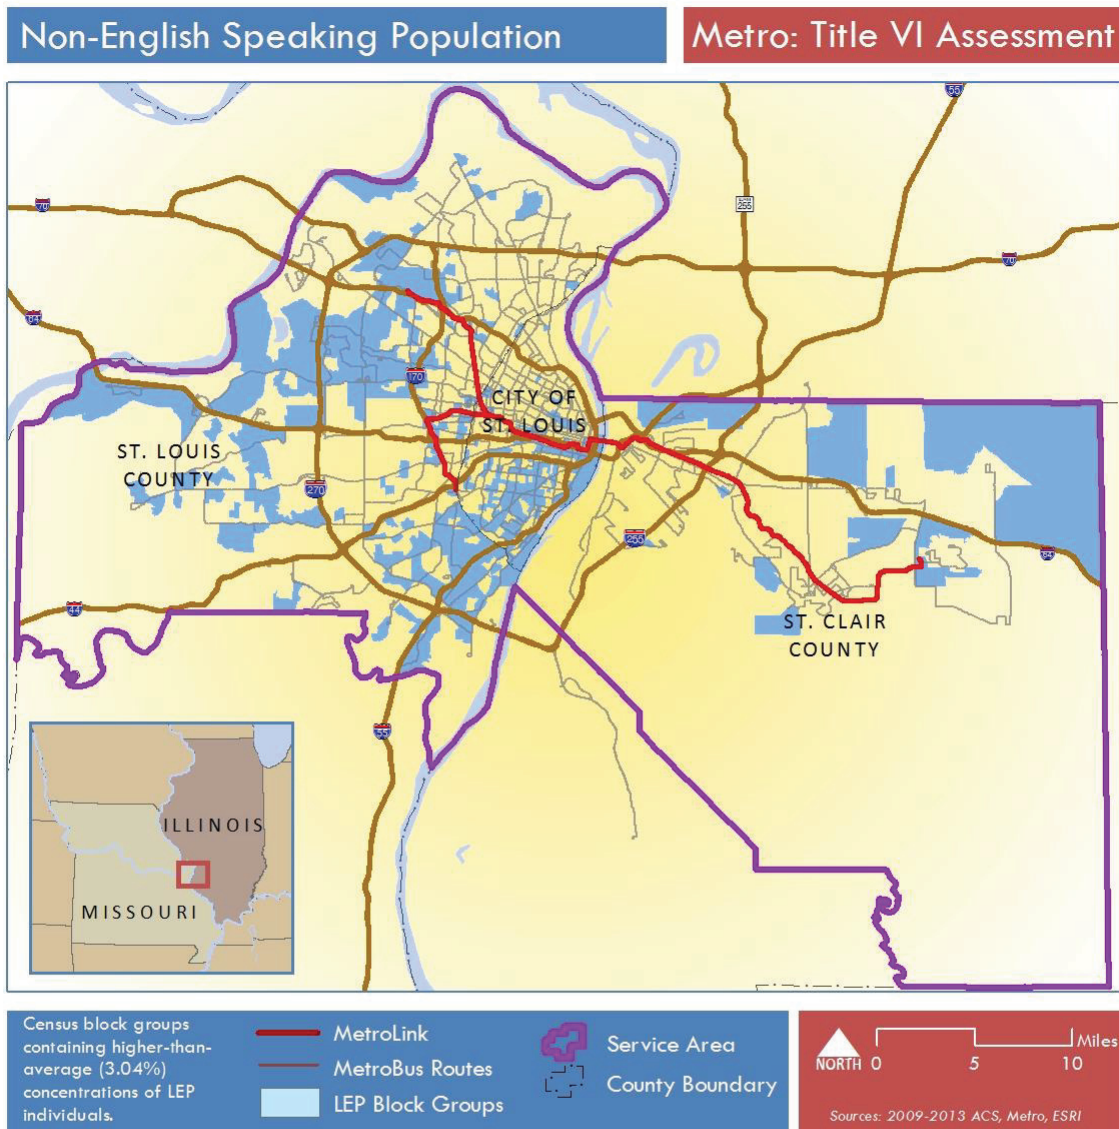 Non-English Speaking Population
Metro: Title VI Assessment
55
255
70
70
64
170
CITY OF
ST. LOUIS
ST. LOUIS
COUNTY
270
255
64
44
ST. CLAIR
COUNTY
55
ILLINOIS
MISSOURI
Census block groups
containing higher-than-
average (3.04%)
concentrations of LEP
individuals.
MetroLink
MetroBus Routes
LEP Block Groups
Service Area
County Boundary
NORTH
0 5 10
Miles
Sources: 2009-2013 ACS, Metro, ESRI